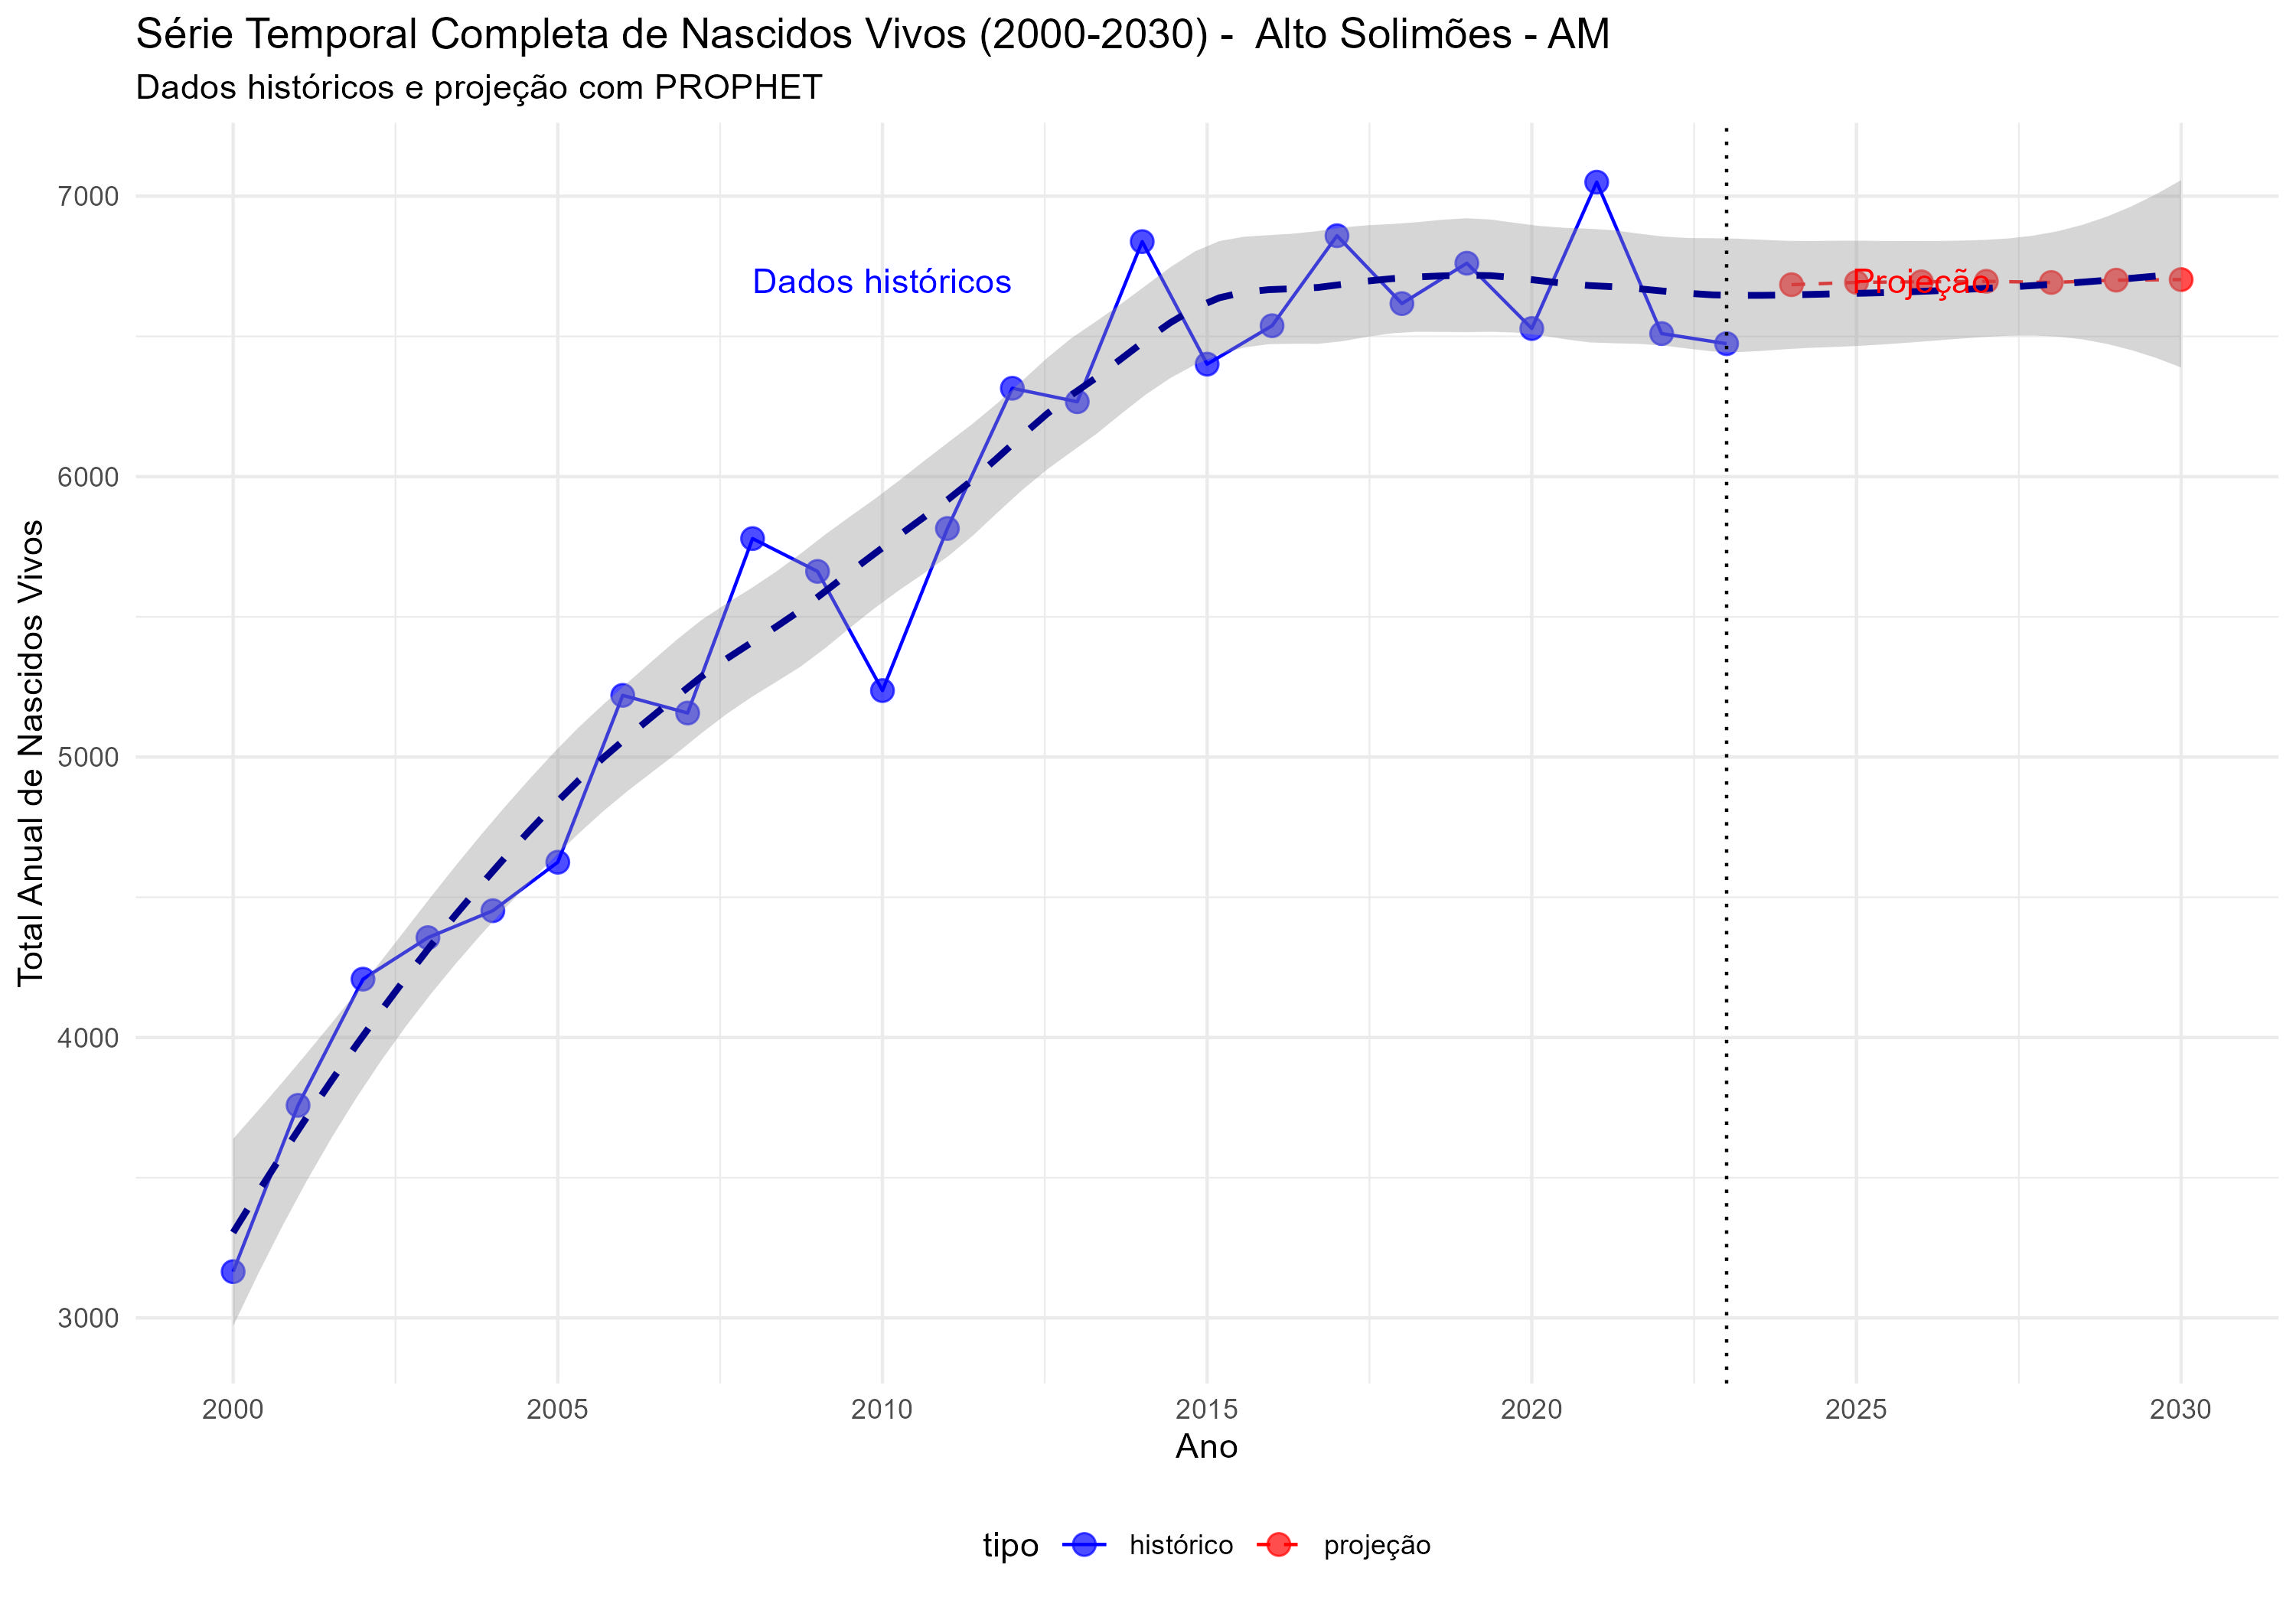 Série Temporal Completa de Nascidos Vivos (2000-2030) -  Alto Solimões - AM
Dados históricos e projeção com PROPHET
Total Anual de Nascidos Vivos
7000
6000
5000
4000
3000
Dados históricos
Projeção
2000 2005 2010 2015 2020 2025 2030
Ano
tipo histórico projeção